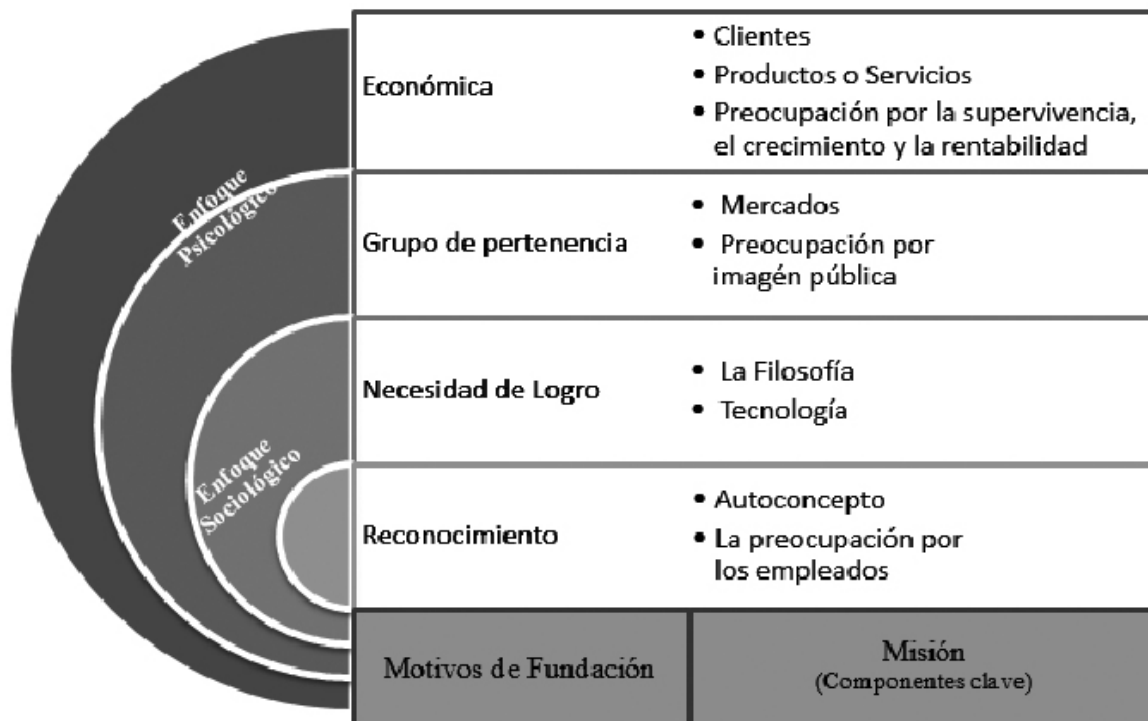 Enfoque
Psicológico
Enfoque
Sociológico
Económica
• Clientes
• Productos o Servicios
• Preocupación por la supervivencia,
el crecimiento y la rentabilidad
Grupo de pertenencia
• Mercados
• Preocupación por
imagén pública
Necesidad de Logro
• La Filosofía
• Tecnología
Reconocimiento
• Autoconcepto
• La preocupación por
los empleados
Motivos de Fundación
Misión
(Componentes clave)